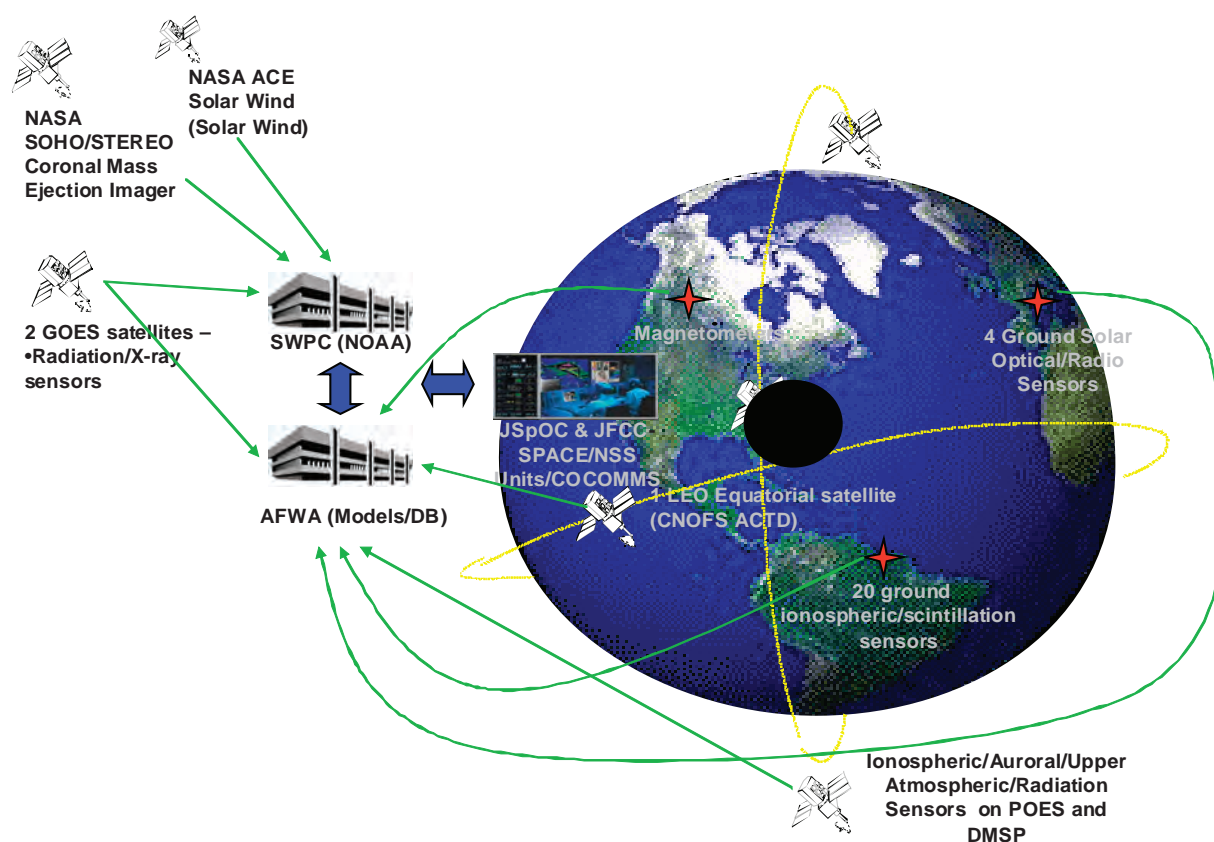 NASA ACE
Solar Wind
(Solar Wind)
NASA
SOHO/STEREO
Coronal Mass
Ejection Imager
2 GOES satellites –
•Radiation/X-ray
sensors
SWPC (NOAA)
AFWA (Models/DB)
JSpOC & JFCC
SPACE/NSS
Units/COCOMMS
4 Ground Solar
Optical/Radio
Sensors
1 LEO Equatorial satellite
(CNOFS ACTD)
20 ground
ionospheric/scintillation
sensors
Ionospheric/Auroral/Upper
Atmospheric/Radiation
Sensors on POES and
DMSP